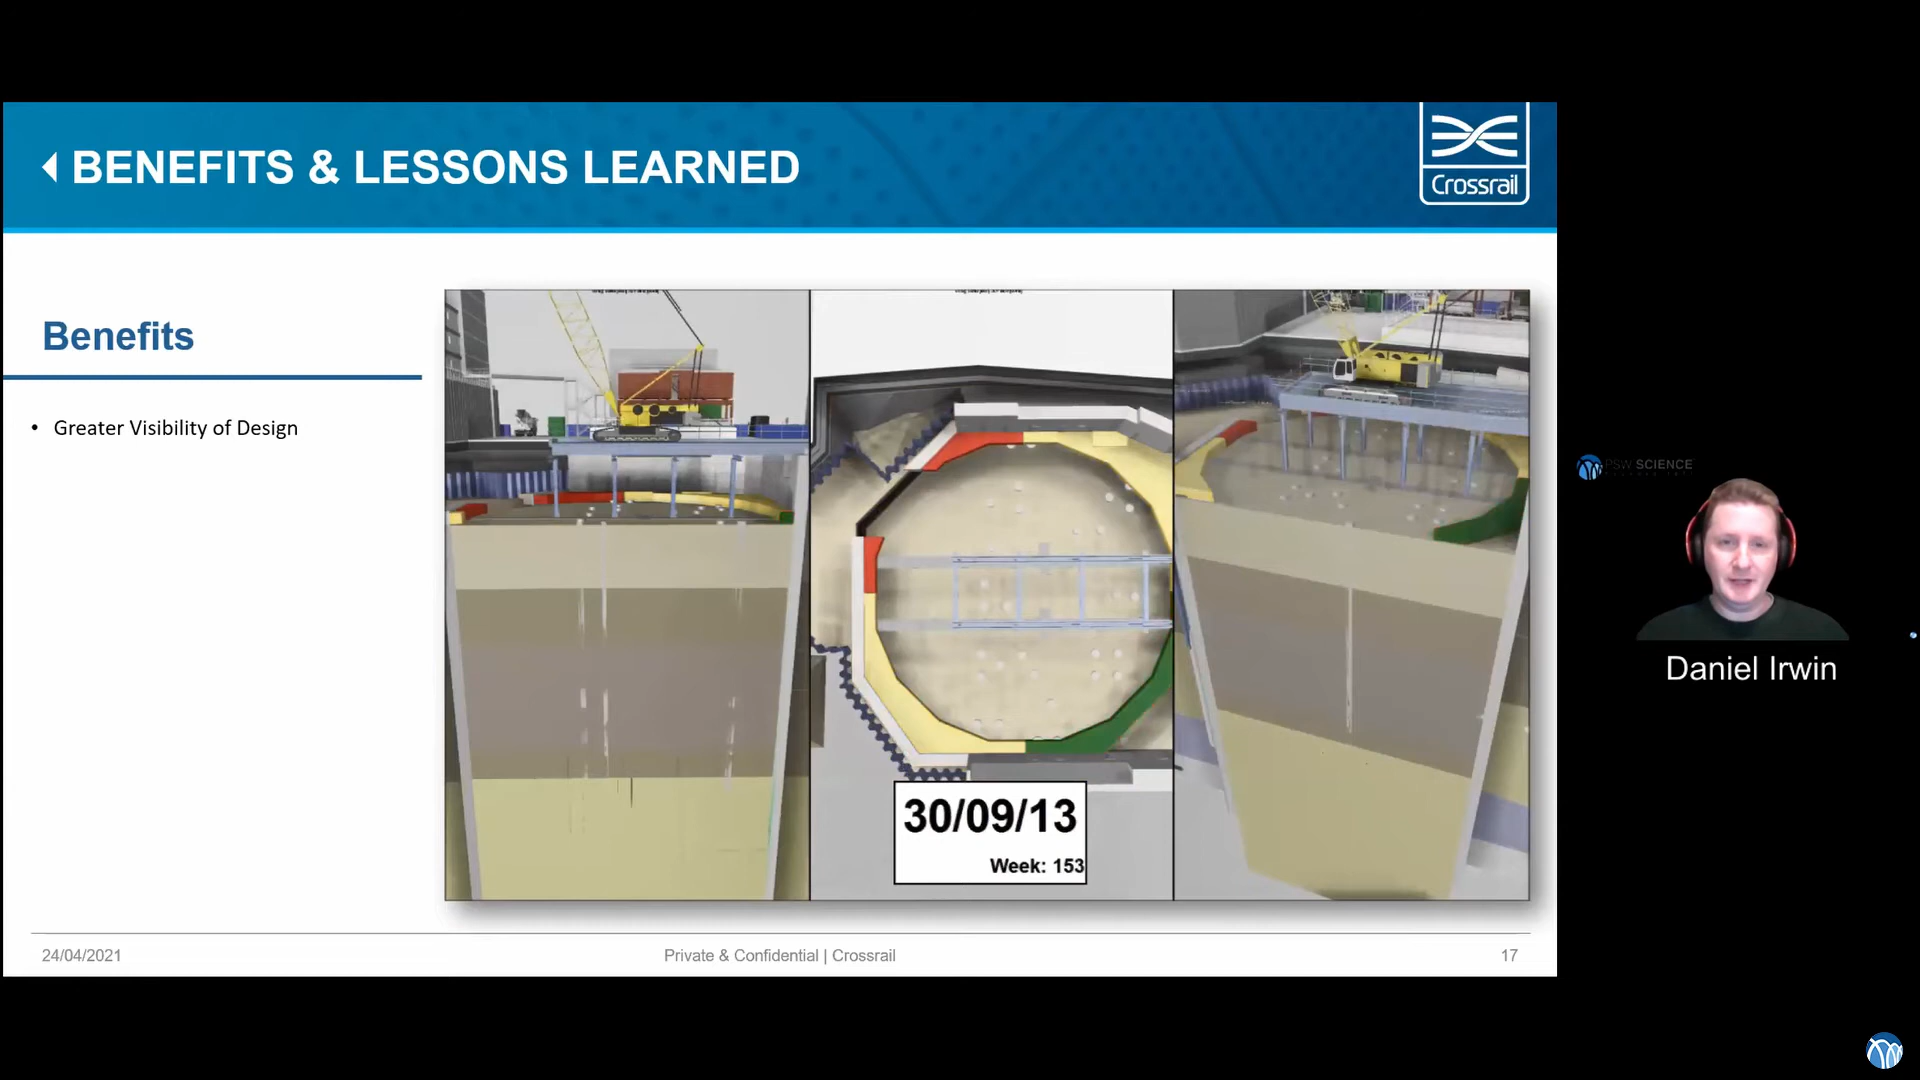 BENEFITS & LESSONS LEARNED
Crossrail
Benefits
• Greater Visibility of Design
30/09/13
Week: 153
24/04/2021
Private & Confidential | Crossrail
17
PSW SCIENCE
Daniel Irwin